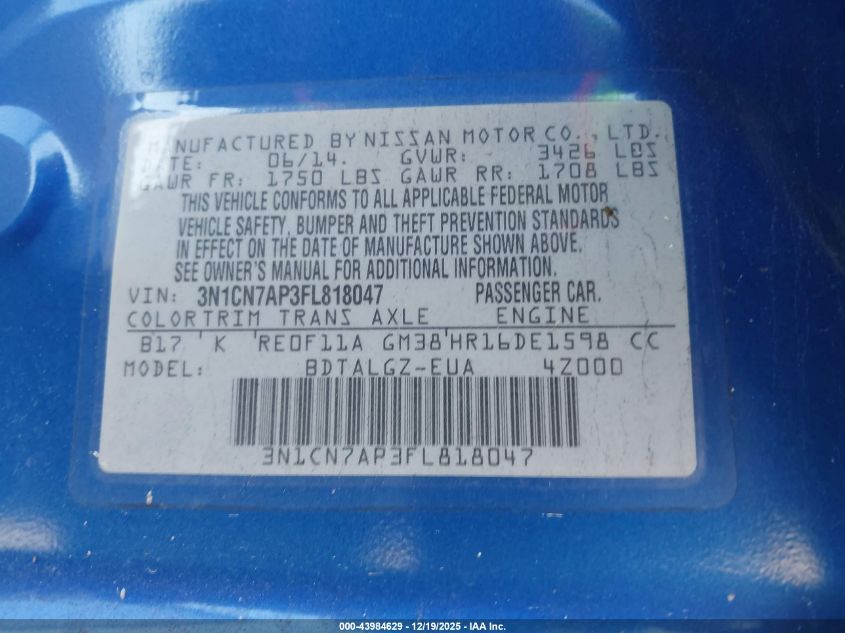 MANUFACTURED BY NISSAN MOTOR CO., LTD.
DATE: 06/14. GVWR: 3426 LBS
GAWR FR: 1750 LBS GAWR RR: 1708 LBS
THIS VEHICLE CONFORMS TO ALL APPLICABLE FEDERAL MOTOR
VEHICLE SAFETY, BUMPER AND THEFT PREVENTION STANDARDS
IN EFFECT ON THE DATE OF MANUFACTURE SHOWN ABOVE.
SEE OWNER'S MANUAL FOR ADDITIONAL INFORMATION.
VIN: 3N1CN7AP3FL818047 PASSENGER CAR.
COLORTRIM TRANS AXLE ENGINE
B17 K RE0F11A GM38 HR16DE1598 CC
MODEL: BDTALGZ-EUA 4Z000
3N1CN7AP3FL818047
000-43984629 - 12/19/2025 - IAA Inc.